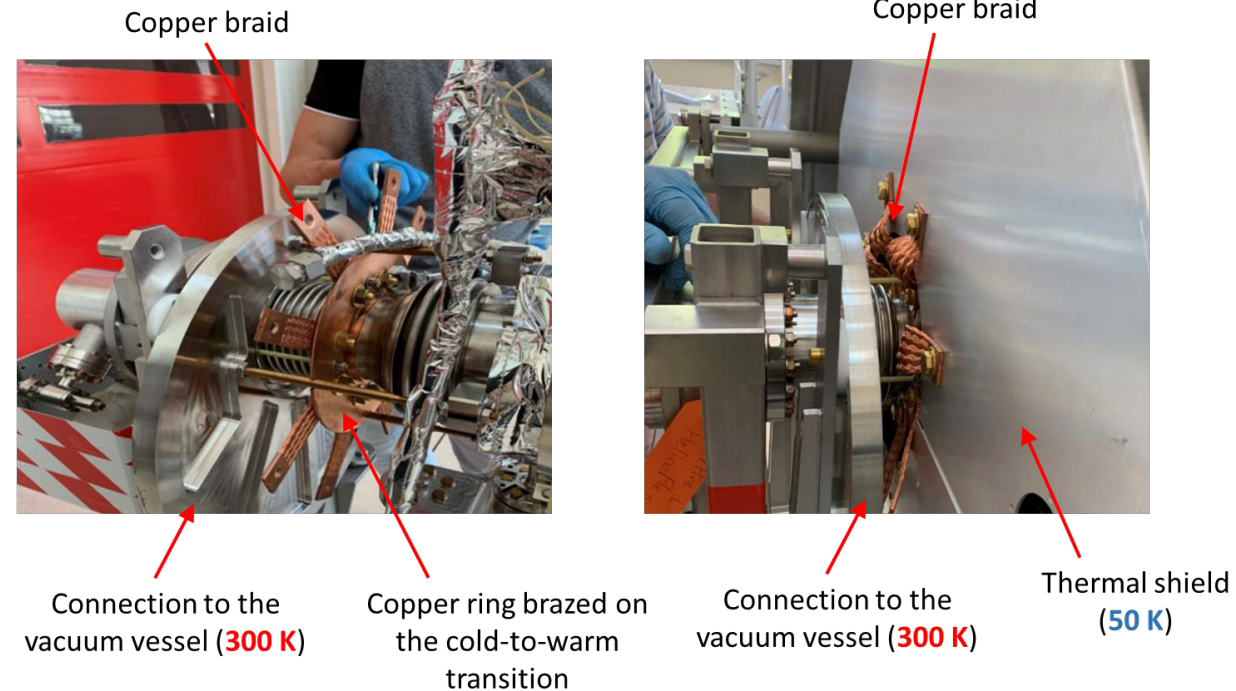 Copper braid
Copper braid
Connection to the
vacuum vessel (300 K)
Copper ring brazed on
the cold-to-warm
transition
Connection to the
vacuum vessel (300 K)
Thermal shield
(50 K)